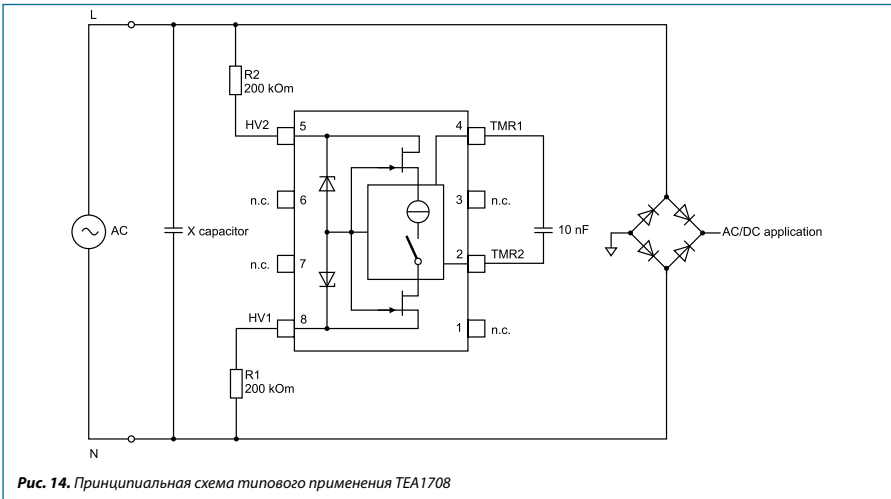 L
R2
200 kOm
HV2
5
4
TMR1
n.c.
6
3
n.c.
AC
X capacitor
10 nF
AC/DC application
n.c.
7
2
TMR2
HV1
8
1
n.c.
R1
200 kOm
N
Рис. 14. Принципиальная схема типового применения TEA1708